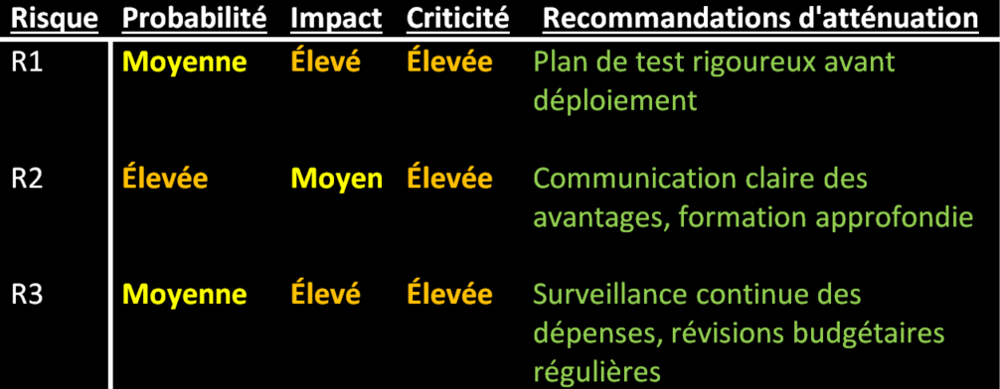 Risque Probabilité Impact Criticité Recommandations d'atténuation
R1 Moyenne Élevé Élevée Plan de test rigoureux avant
déploiement
R2 Élevée Moyen Élevée Communication claire des
avantages, formation approfondie
R3 Moyenne Élevé Élevée Surveillance continue des
dépenses, révisions budgétaires
régulières